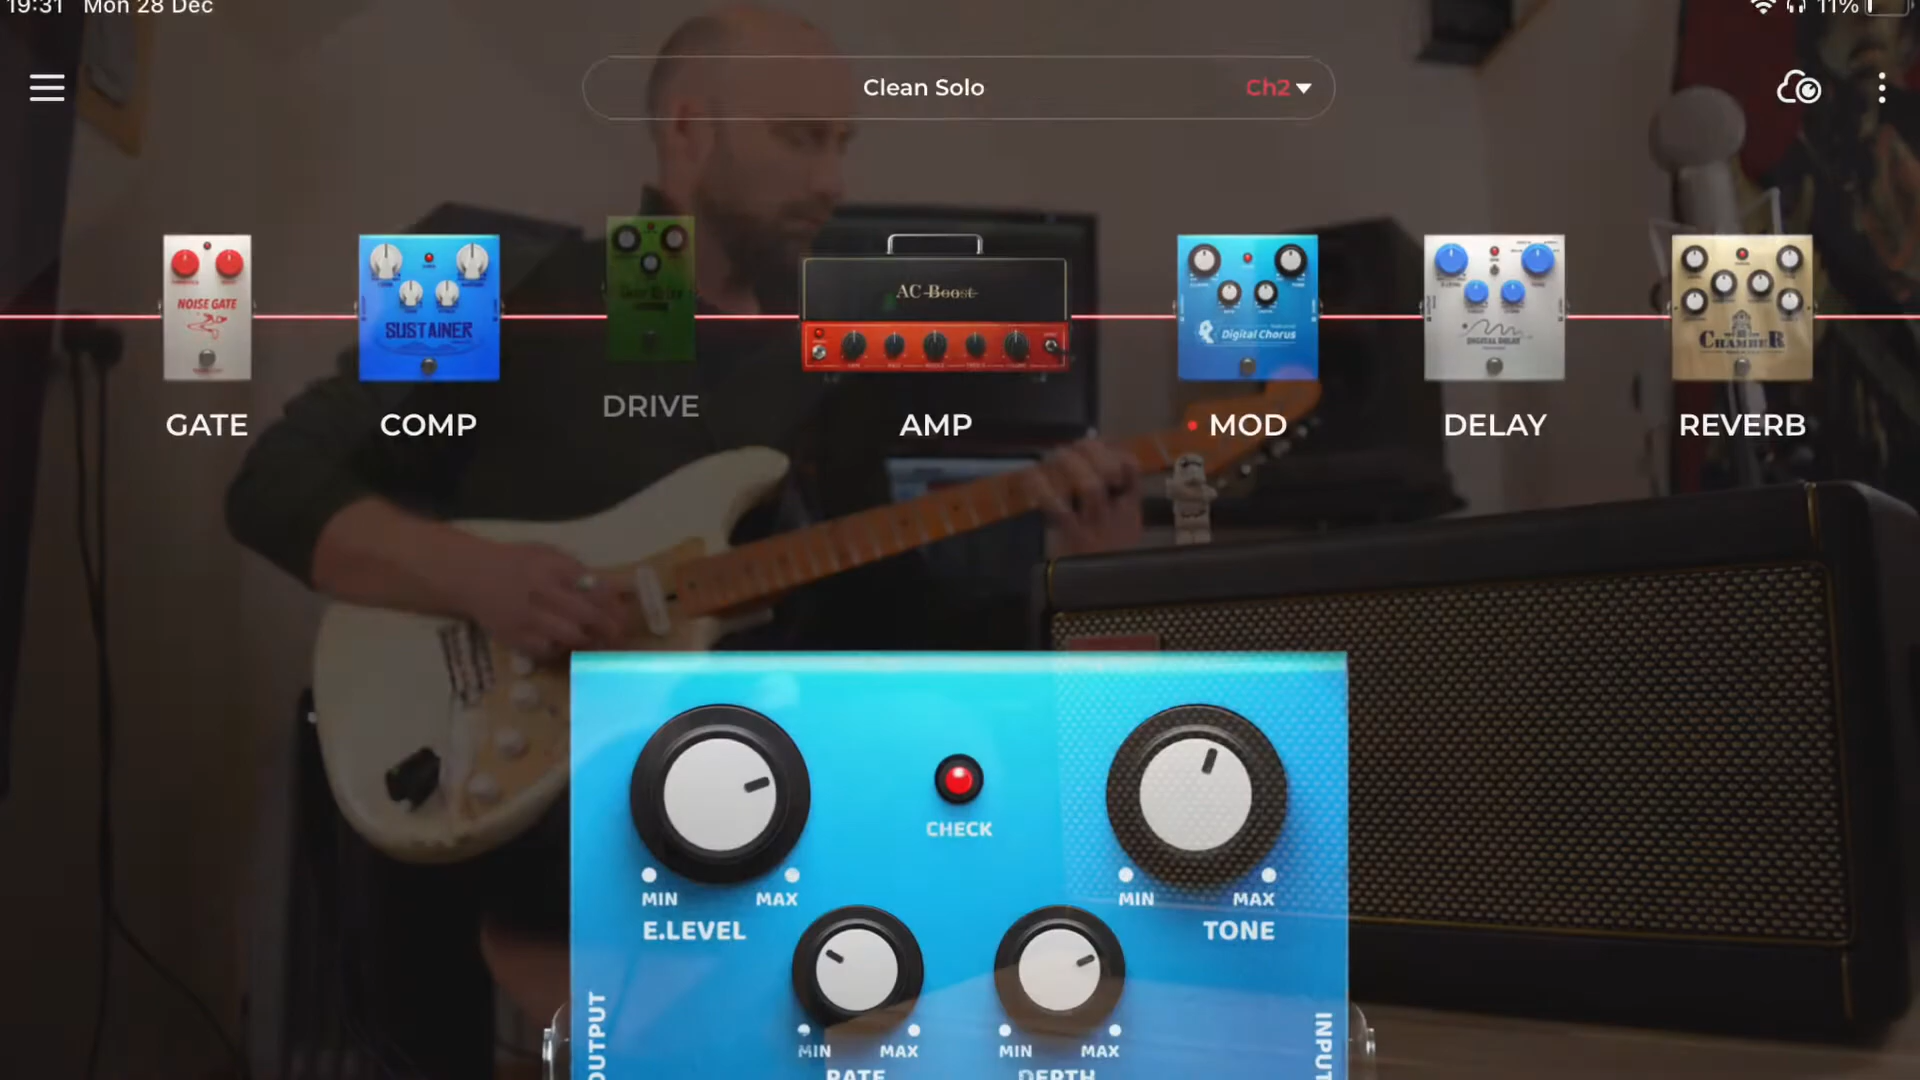 19:31 Mon 28 Dec
11%
Clean Solo Ch2
NOISE GATE
SUSTAINER
AC Boost
Digital Chorus
DIGITAL DELAY
CHAMBER
GATE COMP DRIVE AMP MOD DELAY REVERB
CHECK
MIN MAX
MIN MAX
E.LEVEL
TONE
OUTPUT
INPUT
MIN MAX
MIN MAX
RATE
DEPTH